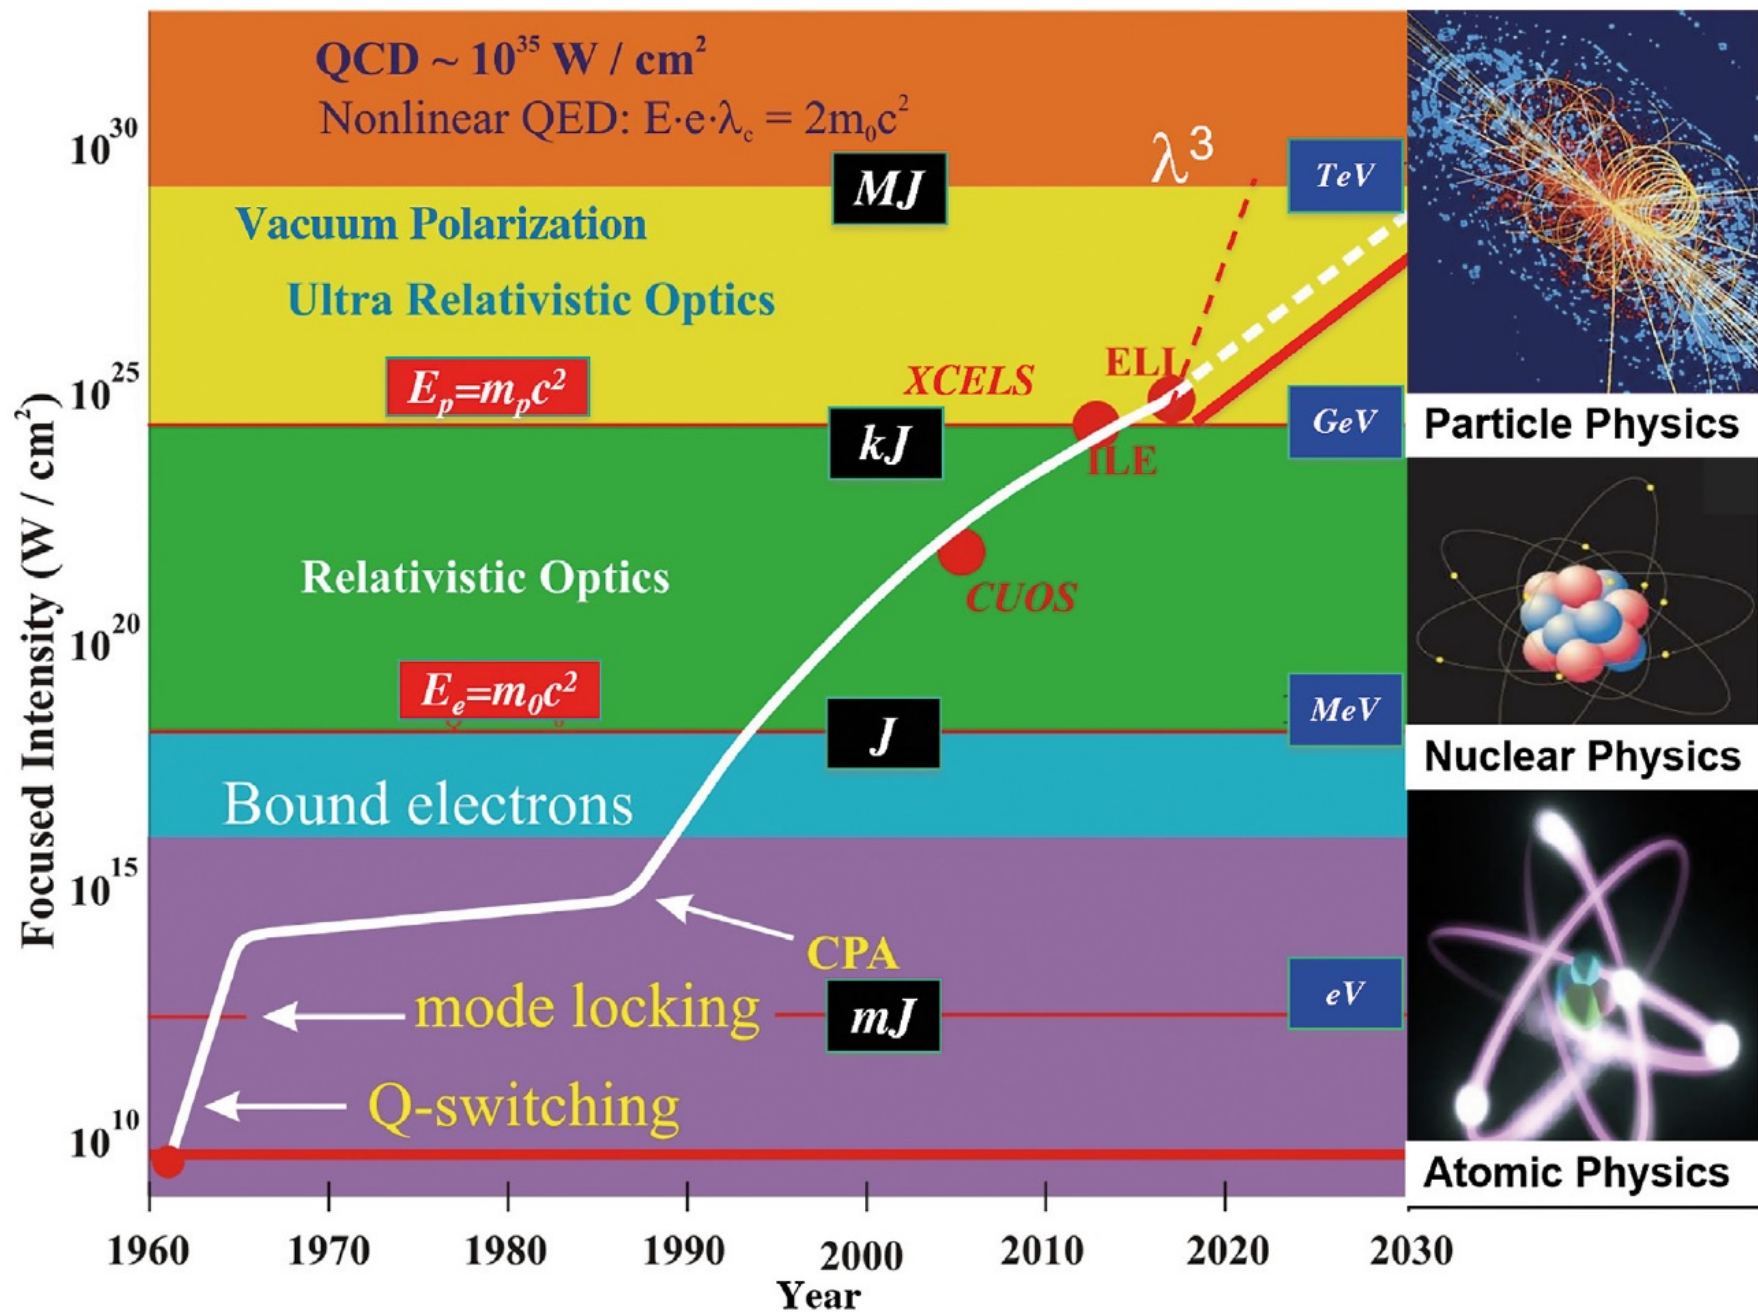 QCD ~ 10³⁵ W / cm²
Nonlinear QED: E·e·λc = 2m₀c²
10³⁰
λ³
TeV
MJ
Vacuum Polarization
Ultra Relativistic Optics
ELI
XCELS
Eₚ=mₚc²
10²⁵
GeV
Particle Physics
kJ
ILE
Focused Intensity (W / cm²)
Relativistic Optics
CUOS
10²⁰
Eₑ=m₀c²
MeV
J
Nuclear Physics
Bound electrons
10¹⁵
CPA
eV
mode locking
mJ
Q-switching
10¹⁰
Atomic Physics
1960 1970 1980 1990 2000 2010 2020 2030
Year